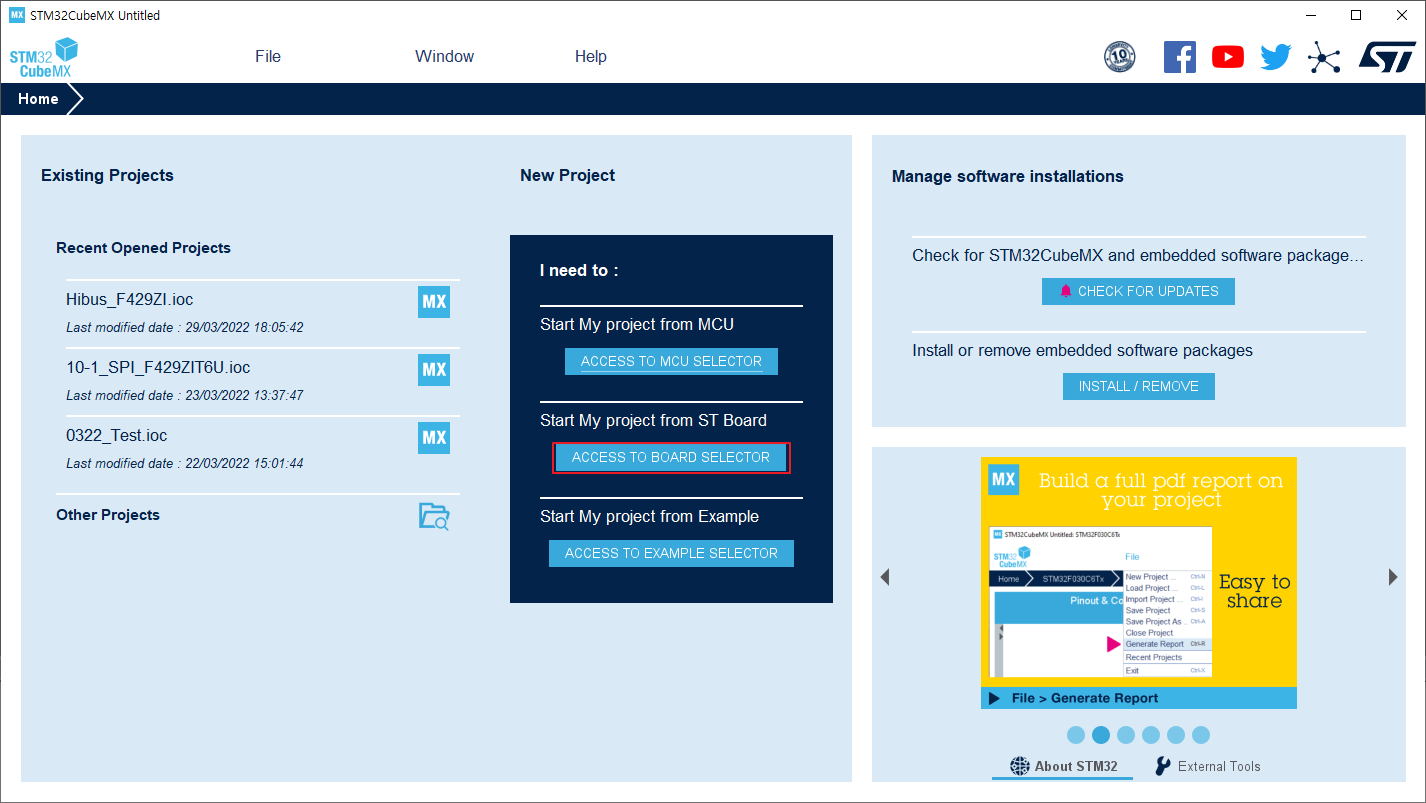 MX STM32CubeMX Untitled
STM32
CubeMX
File
Window
Help
10
Home
Existing Projects
Recent Opened Projects
Hibus_F429ZI.ioc
MX
Last modified date : 29/03/2022 18:05:42
10-1_SPI_F429ZIT6U.ioc
MX
Last modified date : 23/03/2022 13:37:47
0322_Test.ioc
MX
Last modified date : 22/03/2022 15:01:44
Other Projects
New Project
I need to :
Start My project from MCU
ACCESS TO MCU SELECTOR
Start My project from ST Board
ACCESS TO BOARD SELECTOR
Start My project from Example
ACCESS TO EXAMPLE SELECTOR
Manage software installations
Check for STM32CubeMX and embedded software package...
CHECK FOR UPDATES
Install or remove embedded software packages
INSTALL / REMOVE
MX
Build a full pdf report on
your project
MX STM32CubeMX Untitled: STM32F030C6Tx
STM32
CubeMX
File
Home
STM32F030C6Tx
Pinout & Co
New Project ... Ctrl-N
Load Project ... Ctrl-L
Import Project ... Ctrl-I
Save Project Ctrl-S
Save Project As .. Ctrl-A
Close Project
Generate Report Ctrl-R
Recent Projects
Exit Ctrl-X
Easy to
share
File > Generate Report
About STM32
External Tools